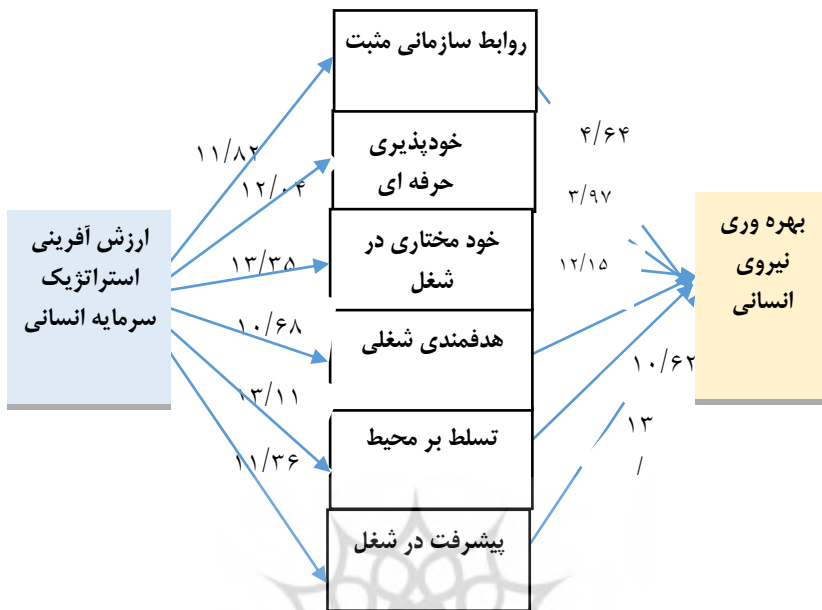 روابط سازمانی مثبت
خودپذیری
حرفه ای
خود مختاری در
شغل
هدفمندی شغلی
تسلط بر محیط
پیشرفت در شغل
ارزش آفرینی
استراتژیک
سرمایه انسانی
بهره وری
نیروی
انسانی
۱۱/۸۲
۱۲/۰۴
۱۳/۳۵
۱۰/۶۸
۱۳/۱۱
۱۱/۳۶
۴/۶۴
۳/۹۷
۱۲/۱۵
۱۰/۶۲
۱۳
/